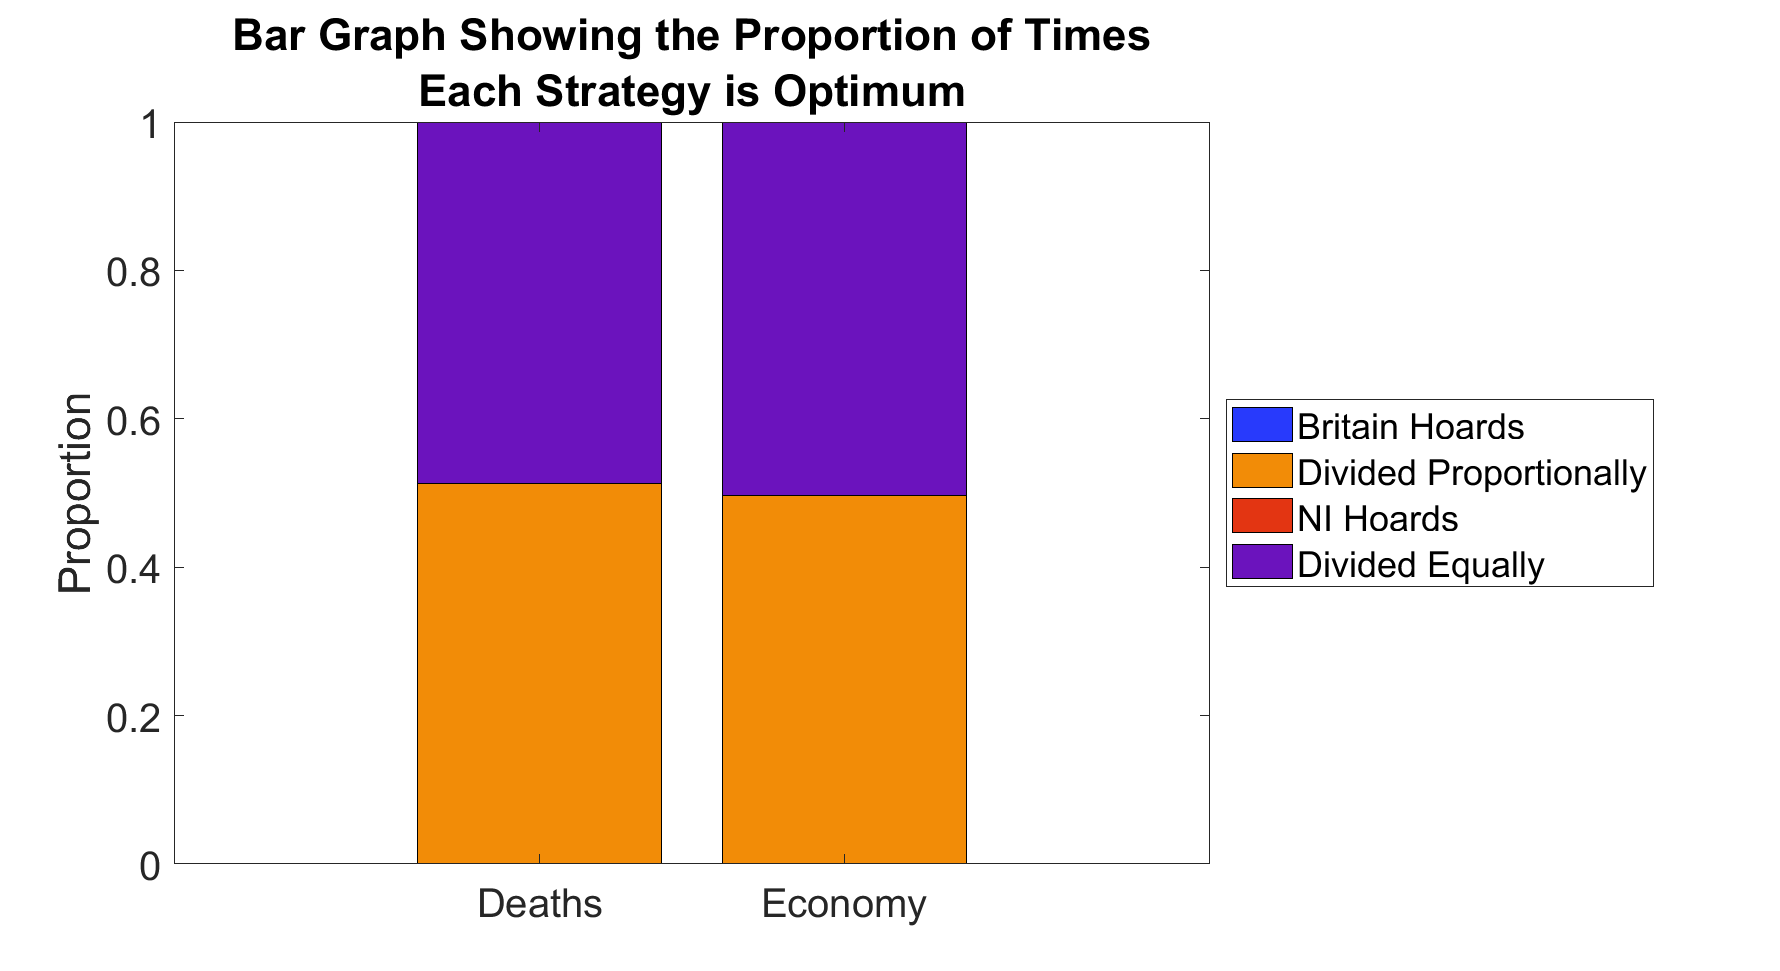 Bar Graph Showing the Proportion of Times
Each Strategy is Optimum
1
0.8
0.6
0.4
0.2
0
Proportion
Deaths
Economy
Britain Hoards
Divided Proportionally
NI Hoards
Divided Equally